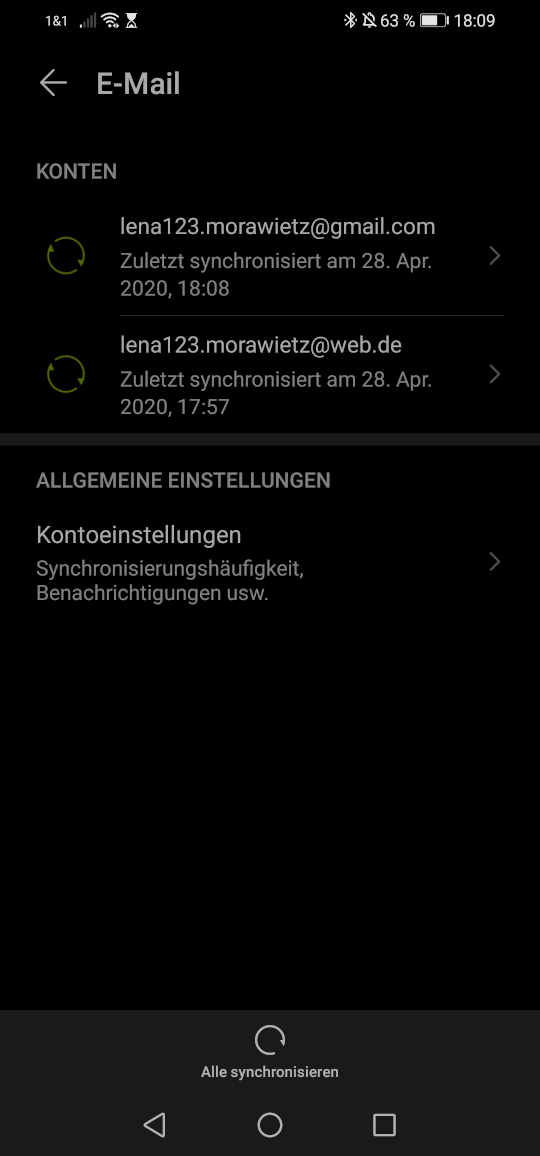 1&1 63 % 18:09
E-Mail
KONTEN
lena123.morawietz@gmail.com
Zuletzt synchronisiert am 28. Apr.
2020, 18:08
lena123.morawietz@web.de
Zuletzt synchronisiert am 28. Apr.
2020, 17:57
ALLGEMEINE EINSTELLUNGEN
Kontoeinstellungen
Synchronisierungshäufigkeit,
Benachrichtigungen usw.
Alle synchronisieren